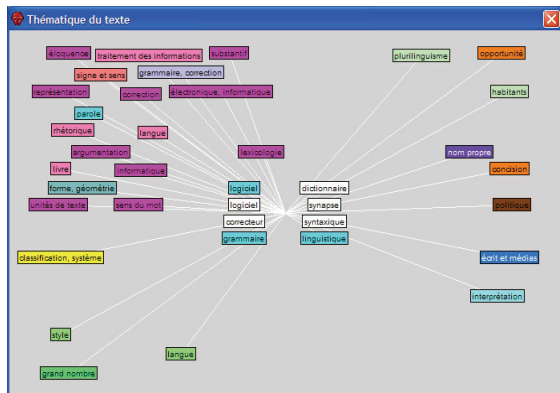 Thématique du texte
éloquence
substantif
traitement des informations
plurilinguisme
opportunité
signe et sens
grammaire, correction
représentation
correction
électronique, informatique
habitants
parole
rhétorique
langue
argumentation
lexicologie
nom propre
livre
informatique
condision
forme, géométrie
logiciel
dictionnaire
unités de texte
sens du mot
logiciel
synapse
politique
correcteur
syntaxique
grammaire
linguistique
classification, système
écrit et médias
interprétation
style
langue
grand nombre